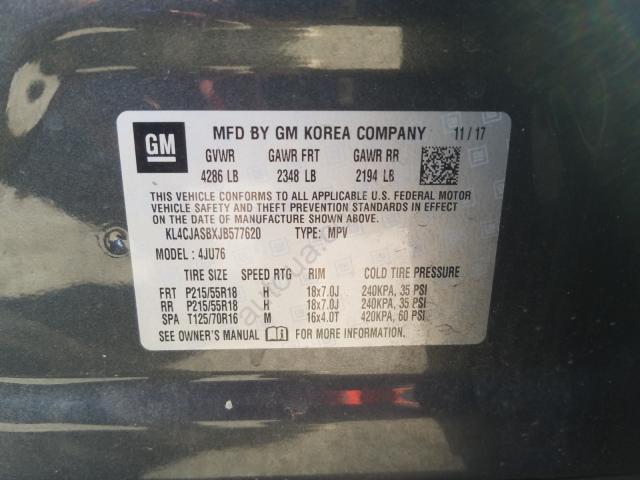 GM MFD BY GM KOREA COMPANY 11/17
GVWR GAWR FRT GAWR RR
4286 LB 2348 LB 2194 LB
THIS VEHICLE CONFORMS TO ALL APPLICABLE U.S. FEDERAL MOTOR
VEHICLE SAFETY AND THEFT PREVENTION STANDARDS IN EFFECT
ON THE DATE OF MANUFACTURE SHOWN ABOVE.
KL4CJASBXJB577620 TYPE: MPV
MODEL: 4JU76
TIRE SIZE SPEED RTG RIM COLD TIRE PRESSURE
FRT P215/55R18 H 18x7.0J 240KPA, 35 PSI
RR P215/55R18 H 18x7.0J 240KPA, 35 PSI
SPA T125/70R16 M 16x4.0T 420KPA, 60 PSI
SEE OWNER'S MANUAL FOR MORE INFORMATION.